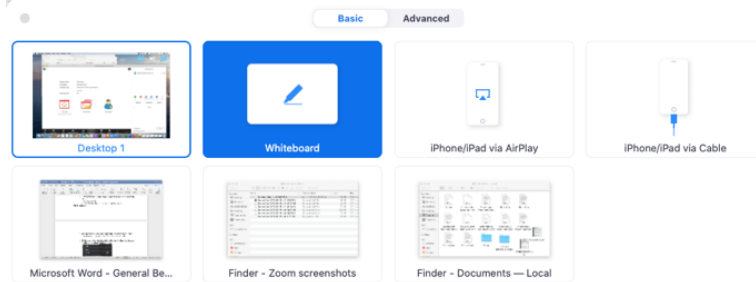 Basic
Advanced
Desktop 1
Whiteboard
iPhone/iPad via AirPlay
iPhone/iPad via Cable
Microsoft Word - General Be...
Finder - Zoom screenshots
Finder - Documents — Local